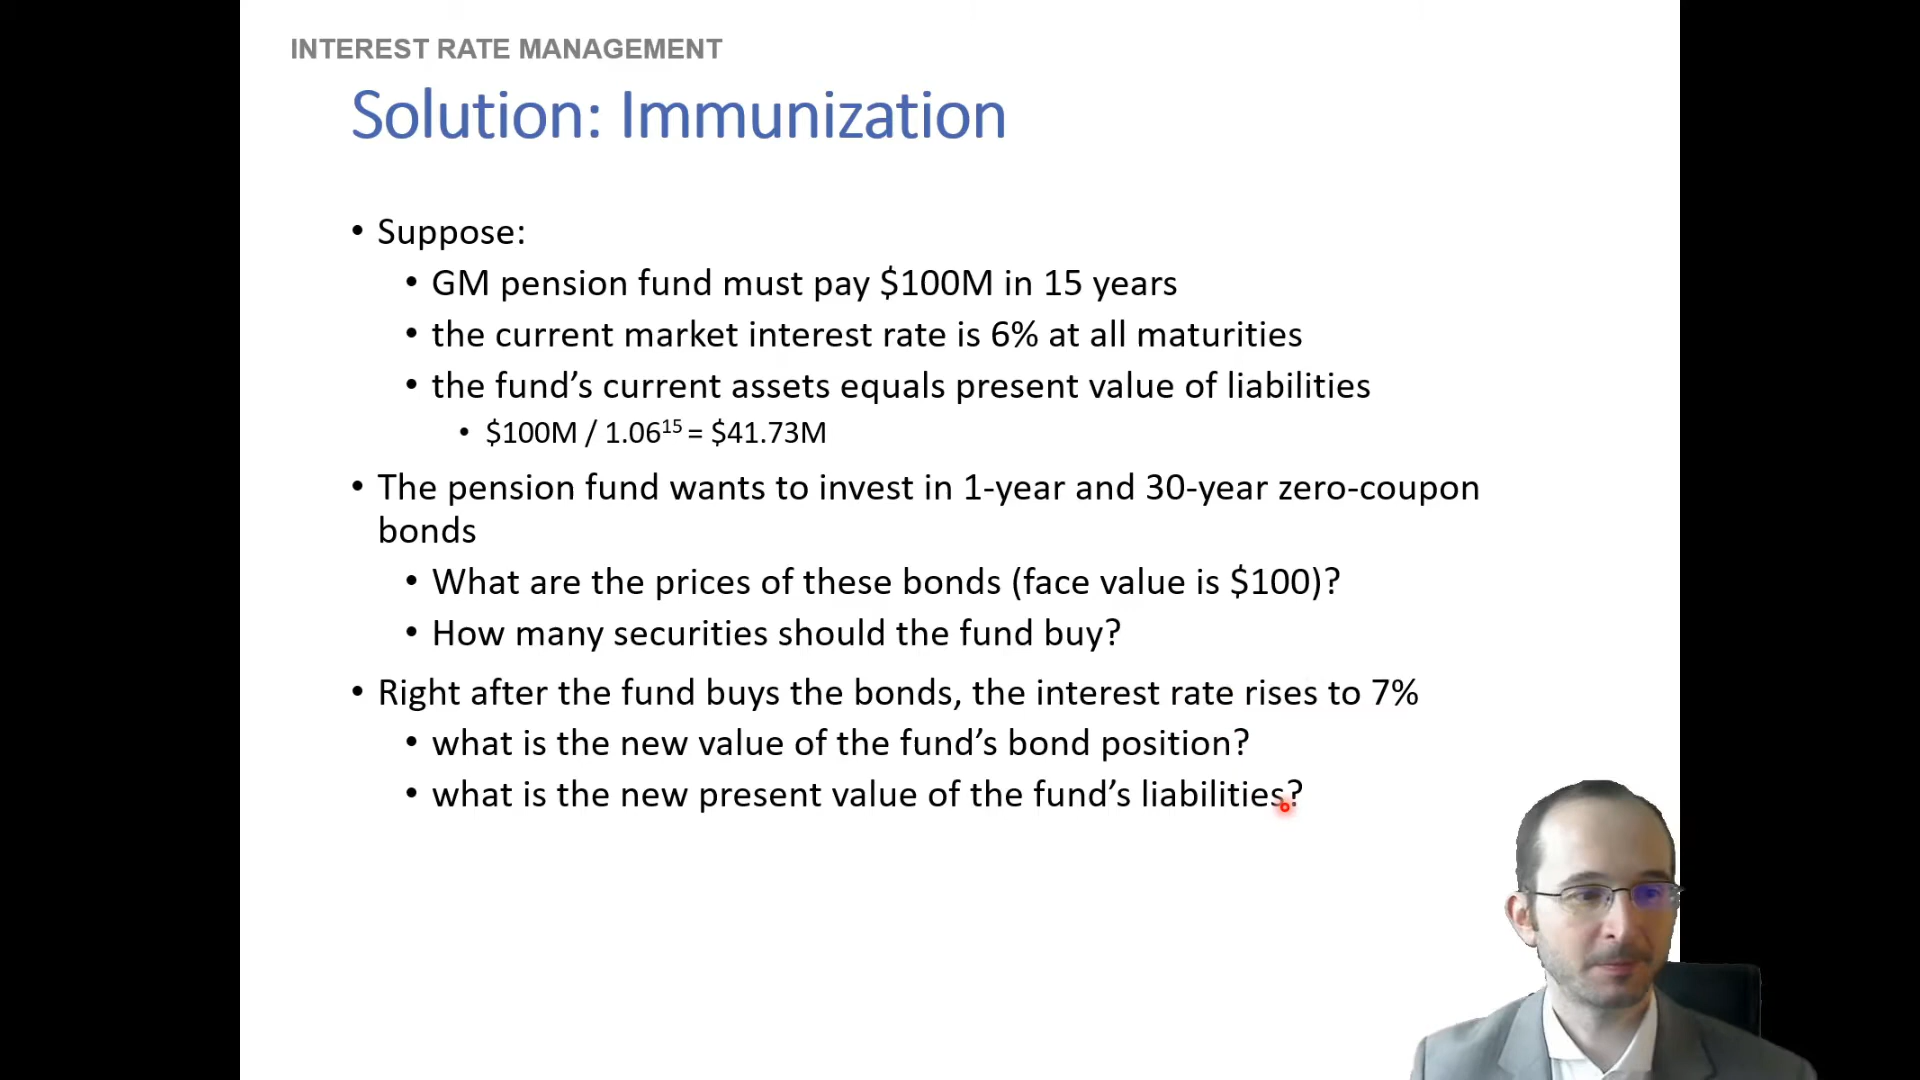 INTEREST RATE MANAGEMENT
Solution: Immunization
• Suppose:
• GM pension fund must pay $100M in 15 years
• the current market interest rate is 6% at all maturities
• the fund’s current assets equals present value of liabilities
• $100M / 1.06¹⁵ = $41.73M
• The pension fund wants to invest in 1-year and 30-year zero-coupon
bonds
• What are the prices of these bonds (face value is $100)?
• How many securities should the fund buy?
• Right after the fund buys the bonds, the interest rate rises to 7%
• what is the new value of the fund’s bond position?
• what is the new present value of the fund’s liabilities?